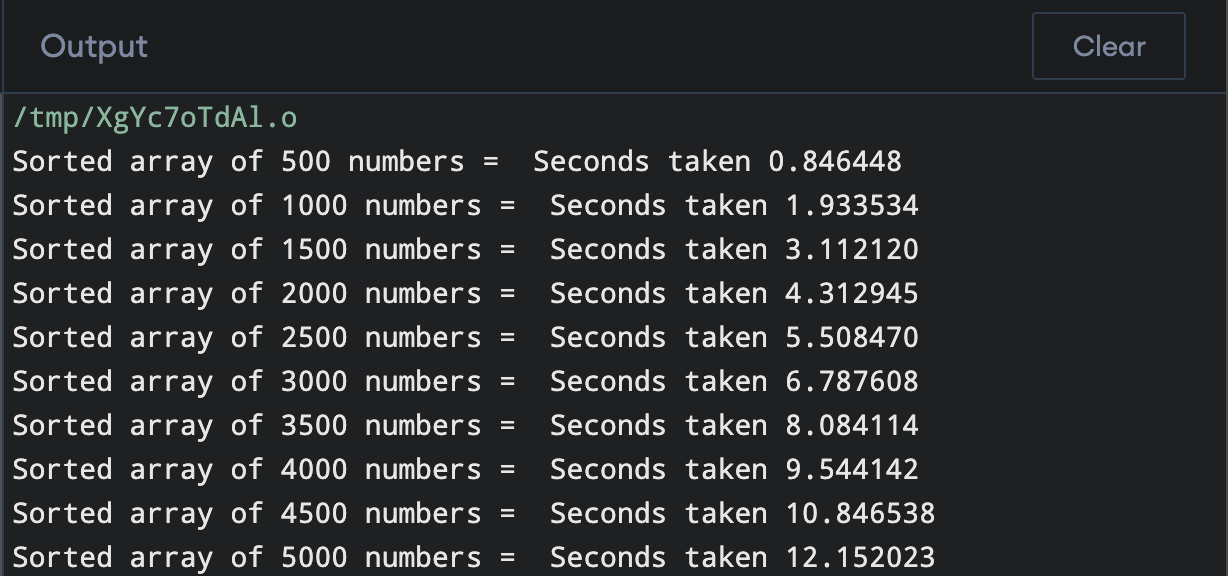 Output
Clear
/tmp/XgYc7oTdAl.o
Sorted array of 500 numbers =  Seconds taken 0.846448
Sorted array of 1000 numbers =  Seconds taken 1.933534
Sorted array of 1500 numbers =  Seconds taken 3.112120
Sorted array of 2000 numbers =  Seconds taken 4.312945
Sorted array of 2500 numbers =  Seconds taken 5.508470
Sorted array of 3000 numbers =  Seconds taken 6.787608
Sorted array of 3500 numbers =  Seconds taken 8.084114
Sorted array of 4000 numbers =  Seconds taken 9.544142
Sorted array of 4500 numbers =  Seconds taken 10.846538
Sorted array of 5000 numbers =  Seconds taken 12.152023